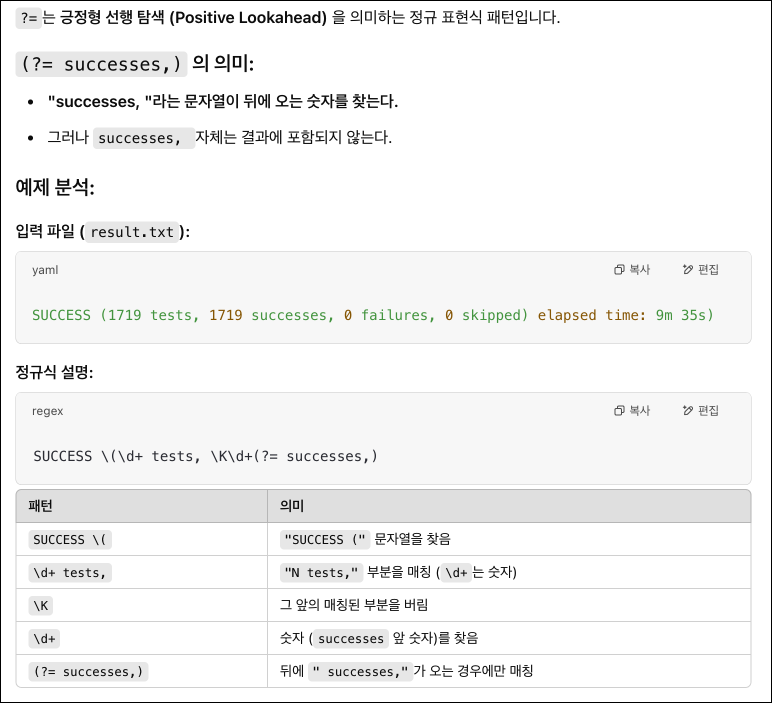 ?=는 긍정형 선행 탐색 (Positive Lookahead) 을 의미하는 정규 표현식 패턴입니다.
(?= successes,) 의 의미:
• "successes, "라는 문자열이 뒤에 오는 숫자를 찾는다.
• 그러나 successes, 자체는 결과에 포함되지 않는다.
예제 분석:
입력 파일 (result.txt):
yaml 복사 편집
SUCCESS (1719 tests, 1719 successes, 0 failures, 0 skipped) elapsed time: 9m 35s)
정규식 설명:
regex 복사 편집
SUCCESS \(\d+ tests, \K\d+(?= successes,)
패턴 의미
SUCCESS \( "SUCCESS (" 문자열을 찾음
\d+ tests, "N tests," 부분을 매칭 (\d+는 숫자)
\K 그 앞의 매칭된 부분을 버림
\d+ 숫자 (successes 앞 숫자)를 찾음
(?= successes,) 뒤에 " successes,"가 오는 경우에만 매칭